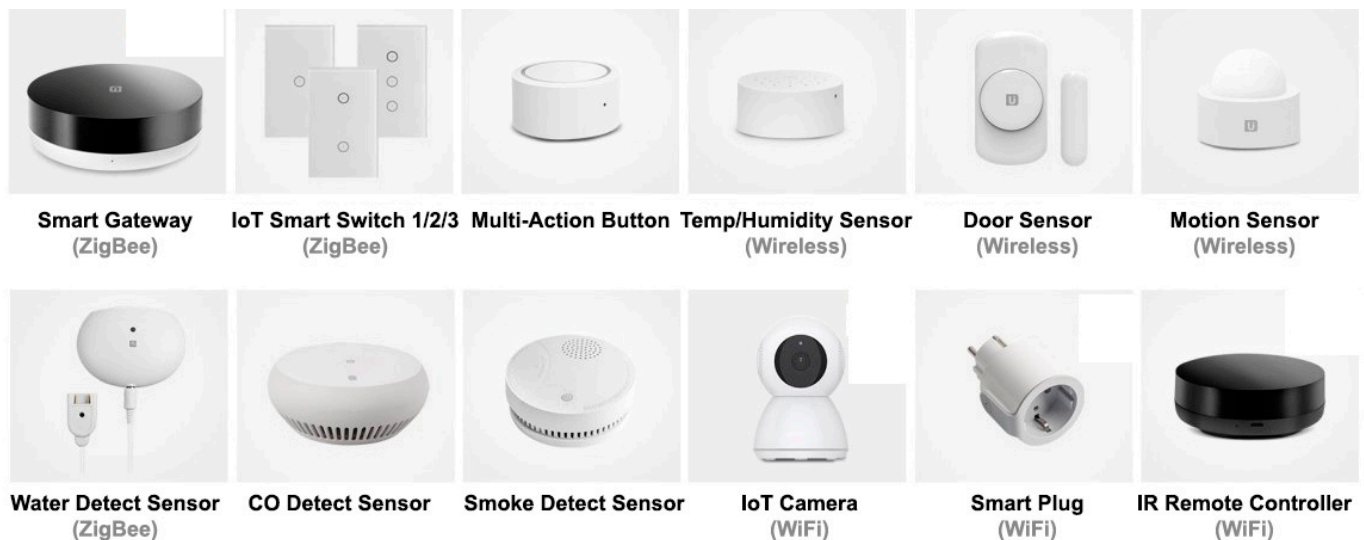 Smart Gateway
(ZigBee)
IoT Smart Switch 1/2/3
(ZigBee)
Multi-Action Button
Temp/Humidity Sensor
(Wireless)
Door Sensor
(Wireless)
Motion Sensor
(Wireless)
Water Detect Sensor
(ZigBee)
CO Detect Sensor
Smoke Detect Sensor
IoT Camera
(WiFi)
Smart Plug
(WiFi)
IR Remote Controller
(WiFi)